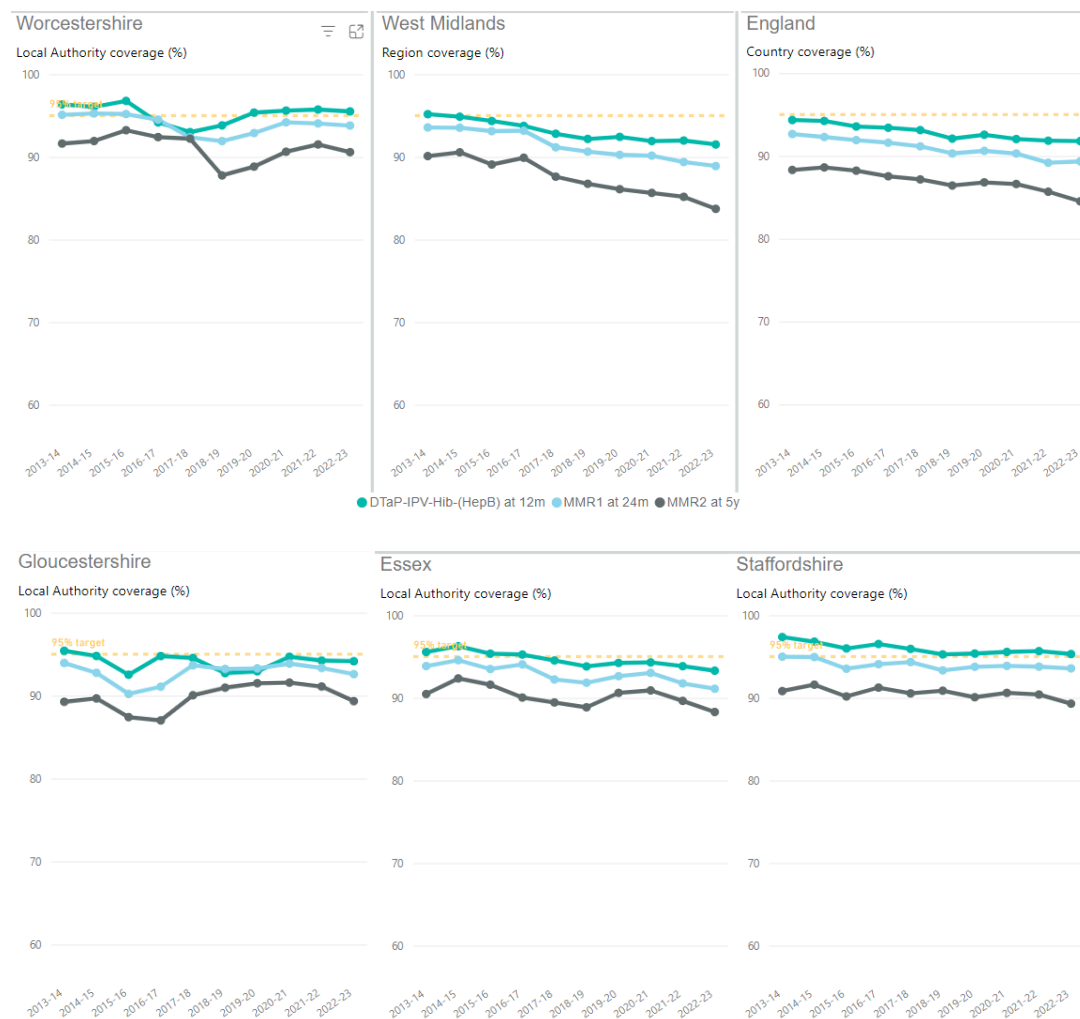 Worcestershire
Local Authority coverage (%)
100
95% target
90
80
70
60
2013-14 2014-15 2015-16 2016-17 2017-18 2018-19 2019-20 2020-21 2021-22 2022-23
West Midlands
Region coverage (%)
100
90
80
70
60
2013-14 2014-15 2015-16 2016-17 2017-18 2018-19 2019-20 2020-21 2021-22 2022-23
England
Country coverage (%)
100
90
80
70
60
2013-14 2014-15 2015-16 2016-17 2017-18 2018-19 2019-20 2020-21 2021-22 2022-23
DTaP-IPV-Hib-(HepB) at 12m MMR1 at 24m MMR2 at 5y
Gloucestershire
Local Authority coverage (%)
100
95% target
90
80
70
60
2013-14 2014-15 2015-16 2016-17 2017-18 2018-19 2019-20 2020-21 2021-22 2022-23
Essex
Local Authority coverage (%)
100
95% target
90
80
70
60
2013-14 2014-15 2015-16 2016-17 2017-18 2018-19 2019-20 2020-21 2021-22 2022-23
Staffordshire
Local Authority coverage (%)
100
95% target
90
80
70
60
2013-14 2014-15 2015-16 2016-17 2017-18 2018-19 2019-20 2020-21 2021-22 2022-23